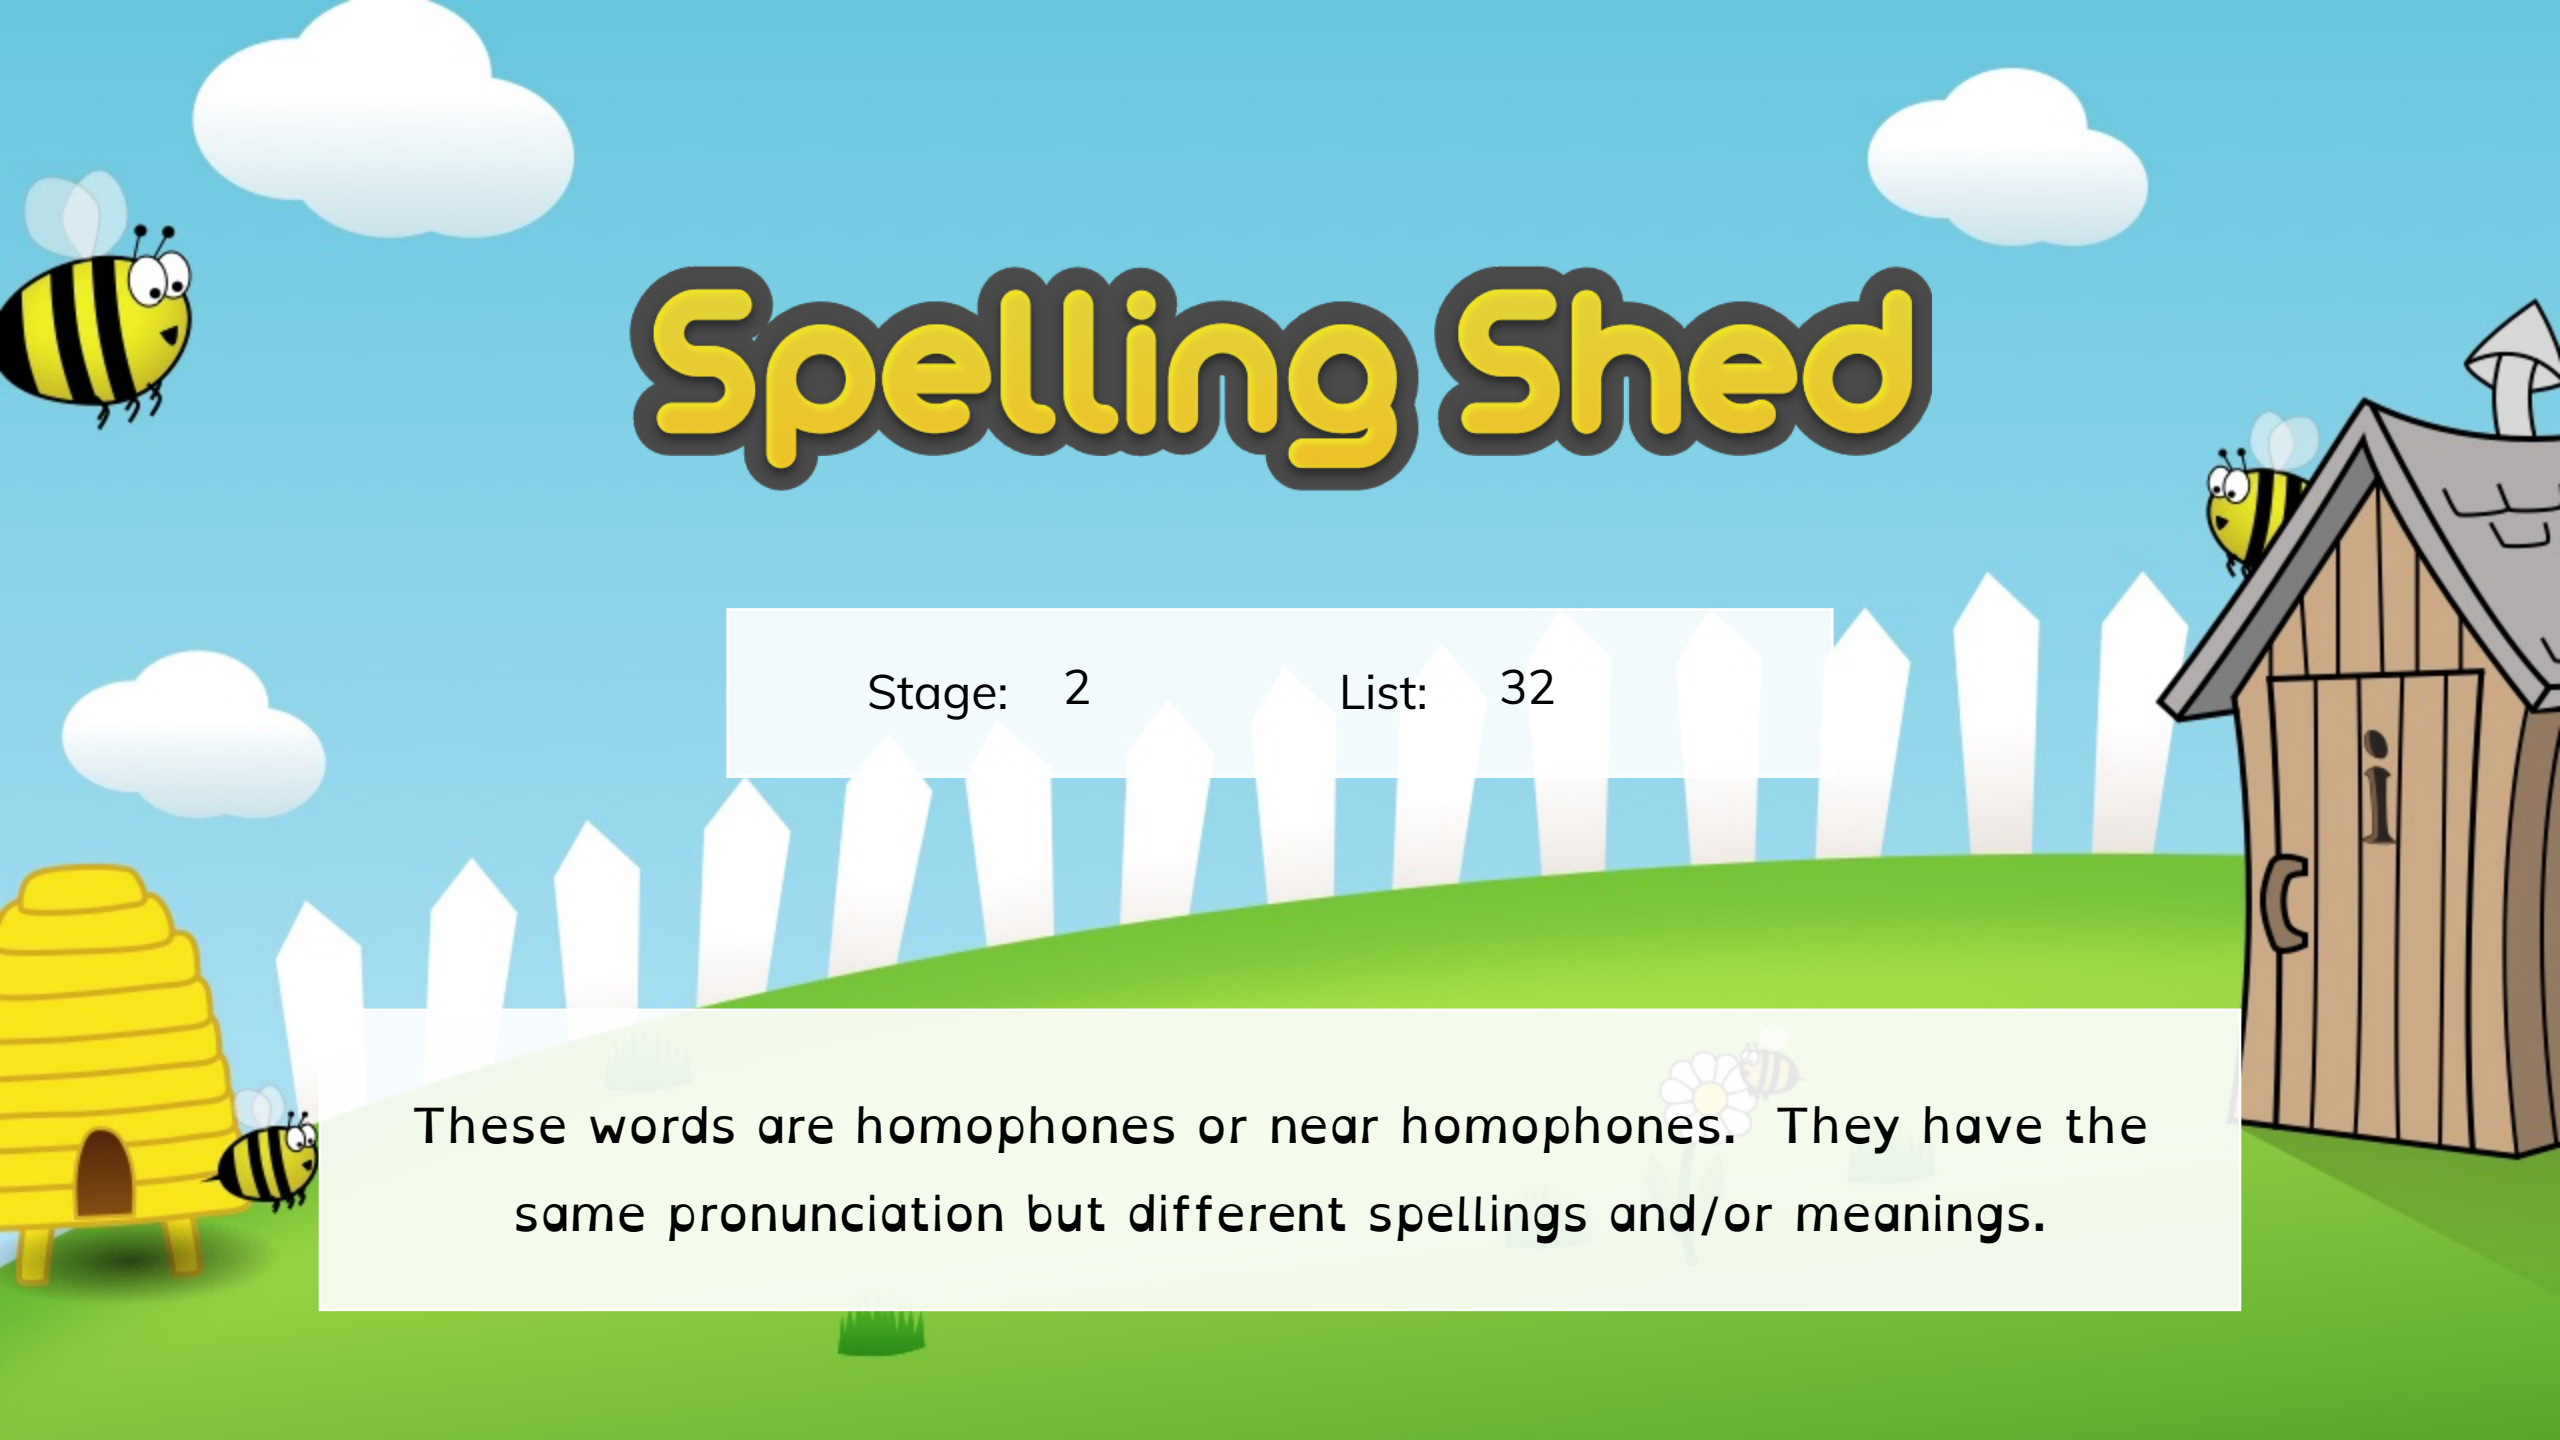 Spelling Shed
Stage: 2 List: 32
i
These words are homophones or near homophones.  They have the
same pronunciation but different spellings and/or meanings.